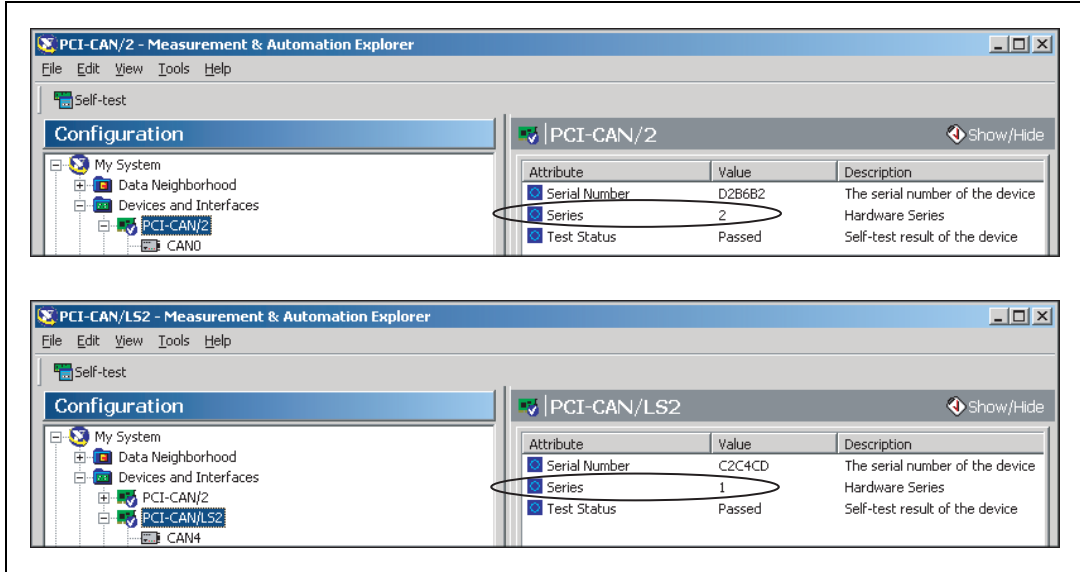 PCI-CAN/2 - Measurement & Automation Explorer
File Edit View Tools Help
Self-test
Configuration
My System
Data Neighborhood
Devices and Interfaces
PCI-CAN/2
CAN0
PCI-CAN/2 Show/Hide
Attribute Value Description
Serial Number D2B6B2 The serial number of the device
Series 2 Hardware Series
Test Status Passed Self-test result of the device
PCI-CAN/LS2 - Measurement & Automation Explorer
File Edit View Tools Help
Self-test
Configuration
My System
Data Neighborhood
Devices and Interfaces
PCI-CAN/2
PCI-CAN/LS2
CAN4
PCI-CAN/LS2 Show/Hide
Attribute Value Description
Serial Number C2C4CD The serial number of the device
Series 1 Hardware Series
Test Status Passed Self-test result of the device